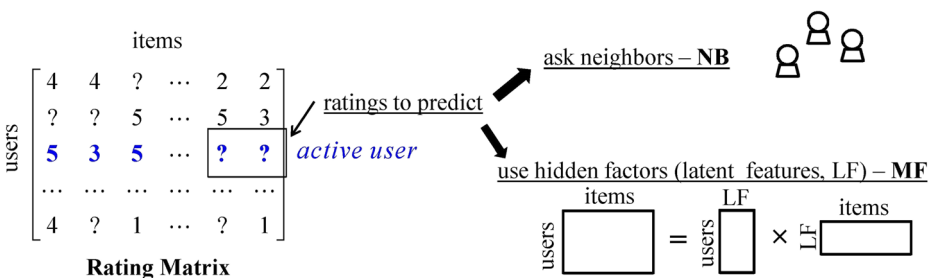 items
users
4 4 ? ⋯ 2 2
? ? 5 ⋯ 5 3
5 3 5 ⋯ ? ? active user
⋯ ⋯ ⋯ ⋯ ⋯ ⋯
4 ? 1 ⋯ ? 1
Rating Matrix
ratings to predict
ask neighbors – NB
use hidden factors (latent features, LF) – MF
items
users
=
LF
users
×
items
LF